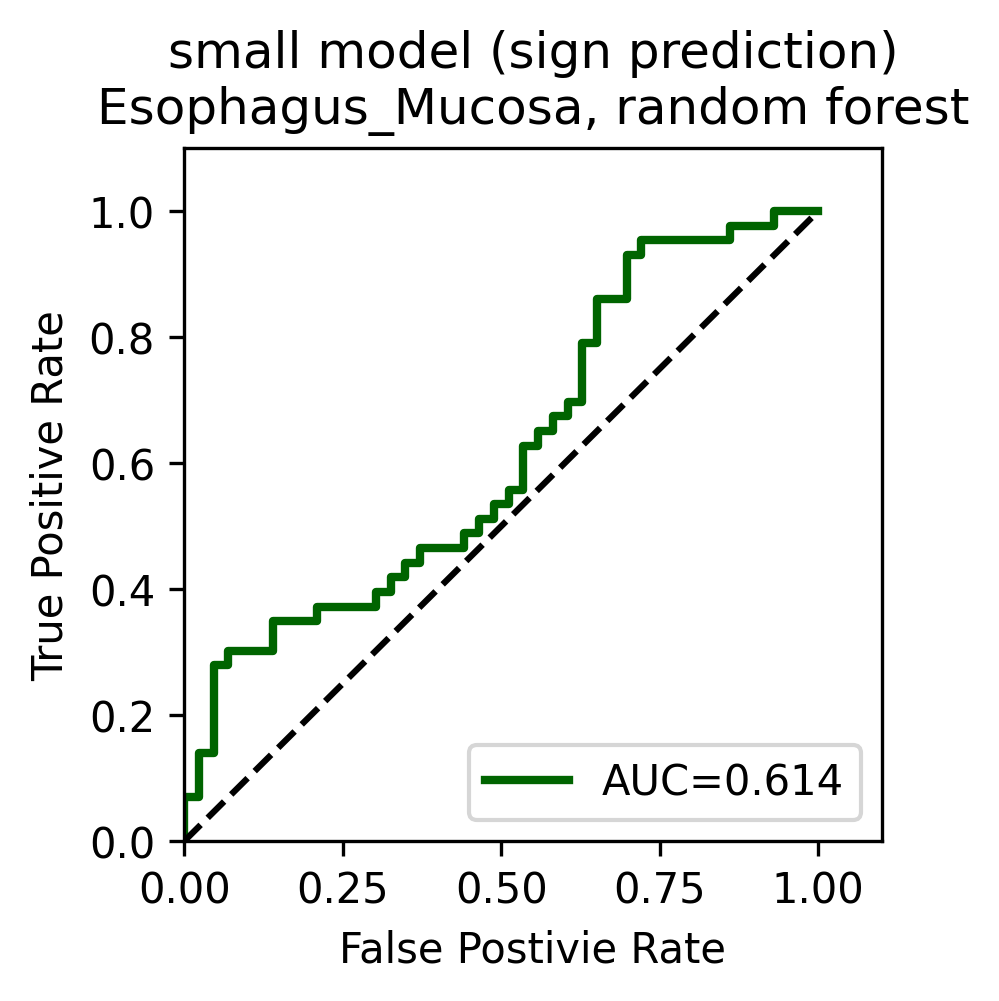 small model (sign prediction)
Esophagus_Mucosa, random forest
1.0
0.8
0.6
0.4
0.2
0.0
True Positive Rate
AUC=0.614
0.00 0.25 0.50 0.75 1.00
False Postivie Rate